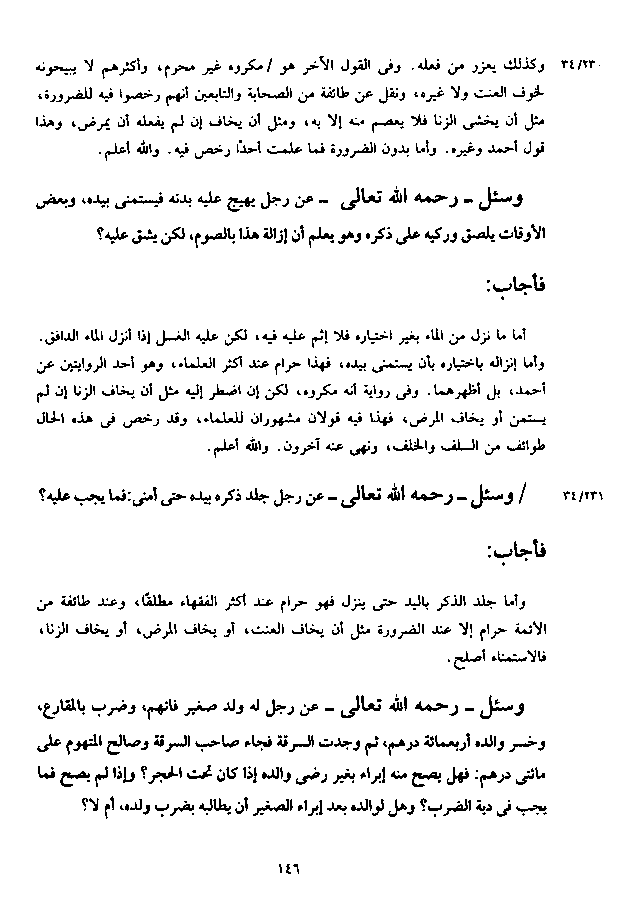 ٣٤/٢٣٠ وكذلك يعزر من فعله. وفى القول الآخر هو / مكروه غير محرم، وأكثرهم لا يبيحونه
لخوف العنت ولا غيره، ونقل عن طائفة من الصحابة والتابعين أنهم رخصوا فيه للضرورة،
مثل أن يخشى الزنا فلا يعصم منه إلا به، ومثل أن يخاف إن لم يفعله أن يمرض، وهذا
قول أحمد وغيره. وأما بدون الضرورة فما علمت أحدًا رخص فيه. والله أعلم.
وسئل ـ رحمه الله تعالى ـ عن رجل يهيج عليه بدنه فيستمنى بيده، وبعض
الأوقات يلصق وركيه على ذكره وهو يعلم أن إزالة هذا بالصوم، لكن يشق عليه؟
فأجاب:
أما ما نزل من الماء بغير اختياره فلا إثم عليه فيه، لكن عليه الغسل إذا أنزل الماء الدافق.
وأما إنزاله باختياره بأن يستمنى بيده، فهذا حرام عند أكثر العلماء، وهو أحد الروايتين عن
أحمد، بل أظهرهما. وفى رواية أنه مكروه، لكن إن اضطر إليه مثل أن يخاف الزنا إن لم
يستمن أو يخاف المرض، فهذا فيه قولان مشهوران للعلماء، وقد رخص فى هذه الحال
طوائف من السلف والخلف، ونهى عنه آخرون. والله أعلم.
٣٤/٢٣١ / وسئل ـ رحمه الله تعالى ـ عن رجل جلد ذكره بيده حتى أمنى: فما يجب عليه؟
فأجاب:
وأما جلد الذكر باليد حتى ينزل فهو حرام عند أكثر الفقهاء مطلقًا، وعند طائفة من
الأئمة حرام إلا عند الضرورة مثل أن يخاف العنت، أو يخاف المرض، أو يخاف الزنا،
فالاستمناء أصلح.
وسئل ـ رحمه الله تعالى ـ عن رجل له ولد صغير فاتهم، وضرب بالمقارع،
وخسر والده أربعمائة درهم، ثم وجدت السرقة فجاء صاحب السرقة وصالح المتهوم على
مائتى درهم: فهل يصح منه إبراء بغير رضى والده إذا كان تحت الحجر؟ وإذا لم يصح فما
يجب فى دية الضرب؟ وهل لوالده بعد إبراء الصغير أن يطالبه بضرب ولده، أم لا؟
١٤٦